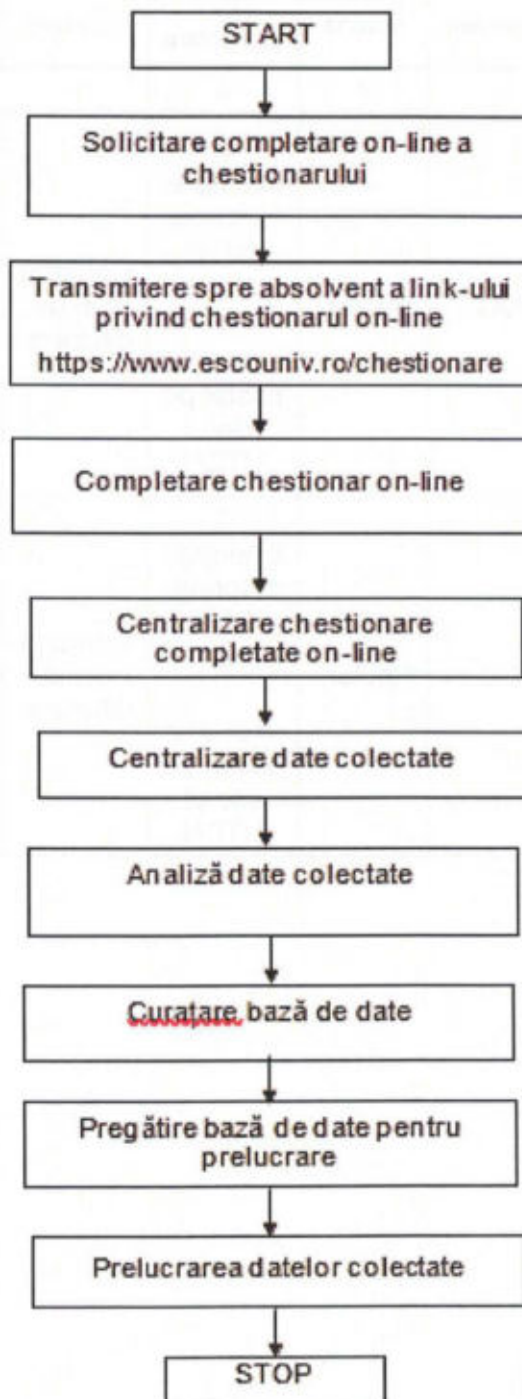 START
Solicitare completare on-line a
chestionarului
Transmitere spre absolvent a link-ului
privind chestionarul on-line
https://www.escouniv.ro/chestionare
Completare chestionar on-line
Centralizare chestionare
completate on-line
Centralizare date colectate
Analiză date colectate
Curatare bază de date
Pregătire bază de date pentru
prelucrare
Prelucrarea datelor colectate
STOP